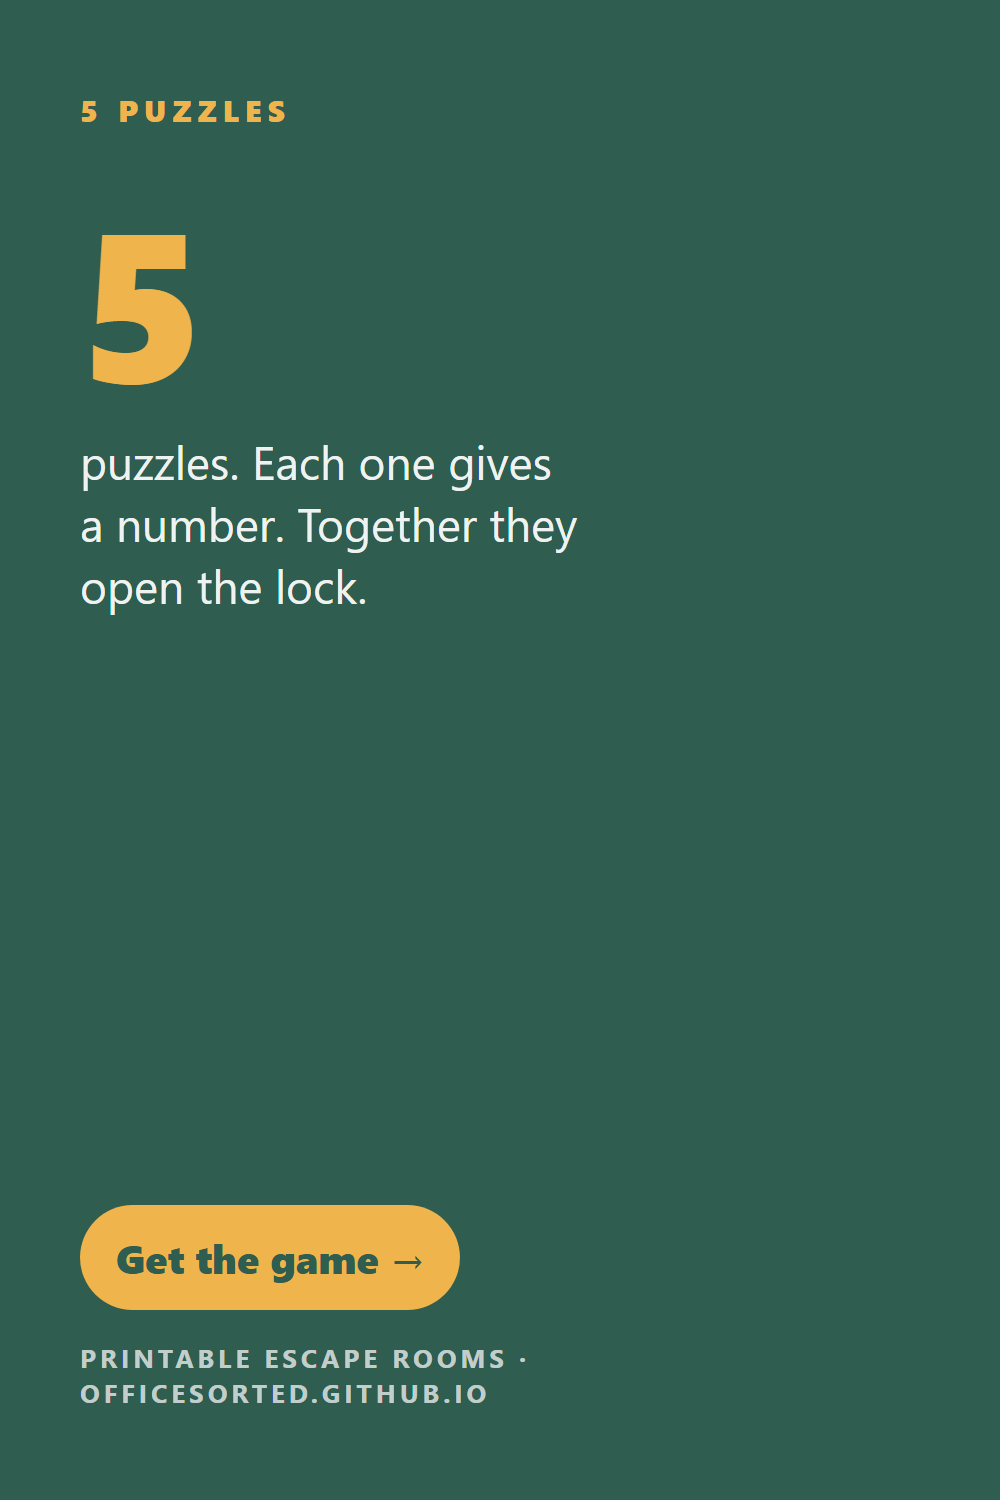 5 PUZZLES
5
puzzles. Each one gives
a number. Together they
open the lock.
Get the game →
PRINTABLE ESCAPE ROOMS ·
OFFICESORTED.GITHUB.IO